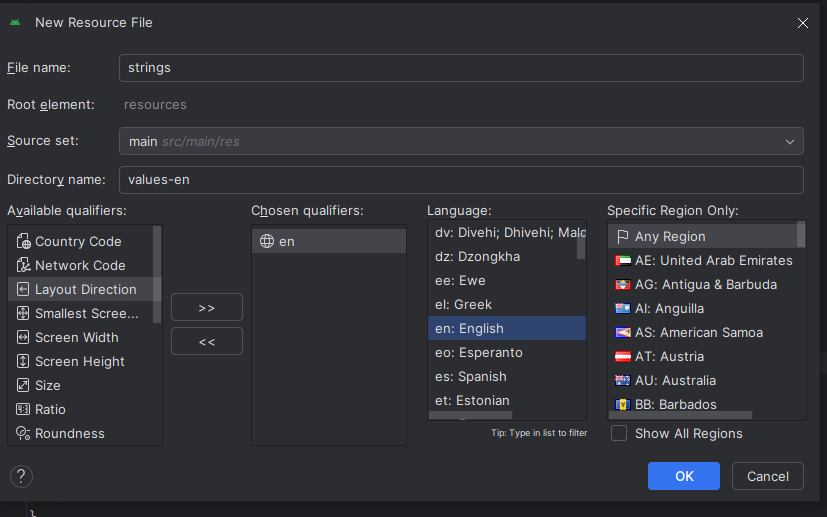 New Resource File
File name:
strings
Root element:
resources
Source set:
main src/main/res
Directory name:
values-en
Available qualifiers:
Country Code
Network Code
Layout Direction
Smallest Scree...
Screen Width
Screen Height
Size
Ratio
Roundness
>>
<<
Chosen qualifiers:
en
Language:
dv: Divehi; Dhivehi; Mald
dz: Dzongkha
ee: Ewe
el: Greek
en: English
eo: Esperanto
es: Spanish
et: Estonian
Tip: Type in list to filter
Specific Region Only:
Any Region
AE: United Arab Emirates
AG: Antigua & Barbuda
AI: Anguilla
AS: American Samoa
AT: Austria
AU: Australia
BB: Barbados
Show All Regions
?
OK
Cancel
}